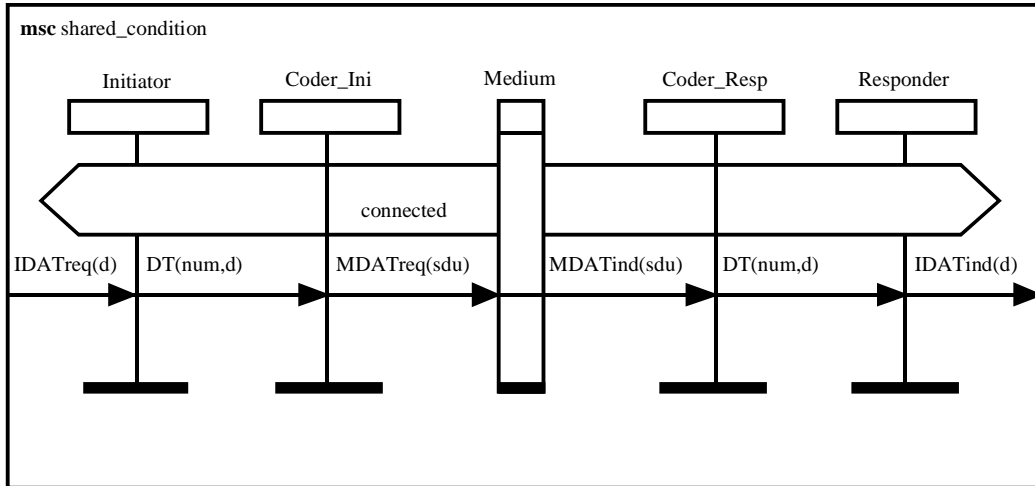 msc shared_condition
Initiator
Coder_Ini
Medium
Coder_Resp
Responder
connected
IDATreq(d)
DT(num,d)
MDATreq(sdu)
MDATind(sdu)
DT(num,d)
IDATind(d)